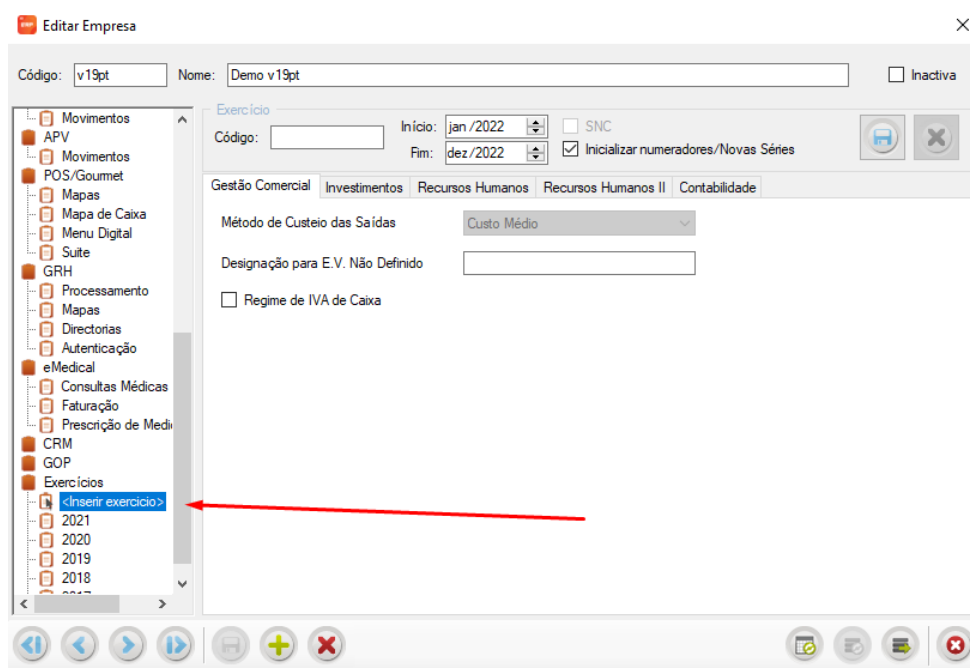 Editar Empresa
Código: v19pt Nome: Demo v19pt Inactiva
Movimentos
APV
Movimentos
POS/Gourmet
Mapas
Mapa de Caixa
Menu Digital
Suite
GRH
Processamento
Mapas
Directorias
Autenticação
eMedical
Consultas Médicas
Faturação
Prescrição de Medi
CRM
GOP
Exercícios
<Inserir exercicio>
2021
2020
2019
2018
2017
Exercício
Código: Início: jan /2022 SNC
Fim: dez /2022 Inicializar numeradores/Novas Séries
Gestão Comercial Investimentos Recursos Humanos Recursos Humanos II Contabilidade
Método de Custeio das Saídas Custo Médio
Designação para E.V. Não Definido
Regime de IVA de Caixa